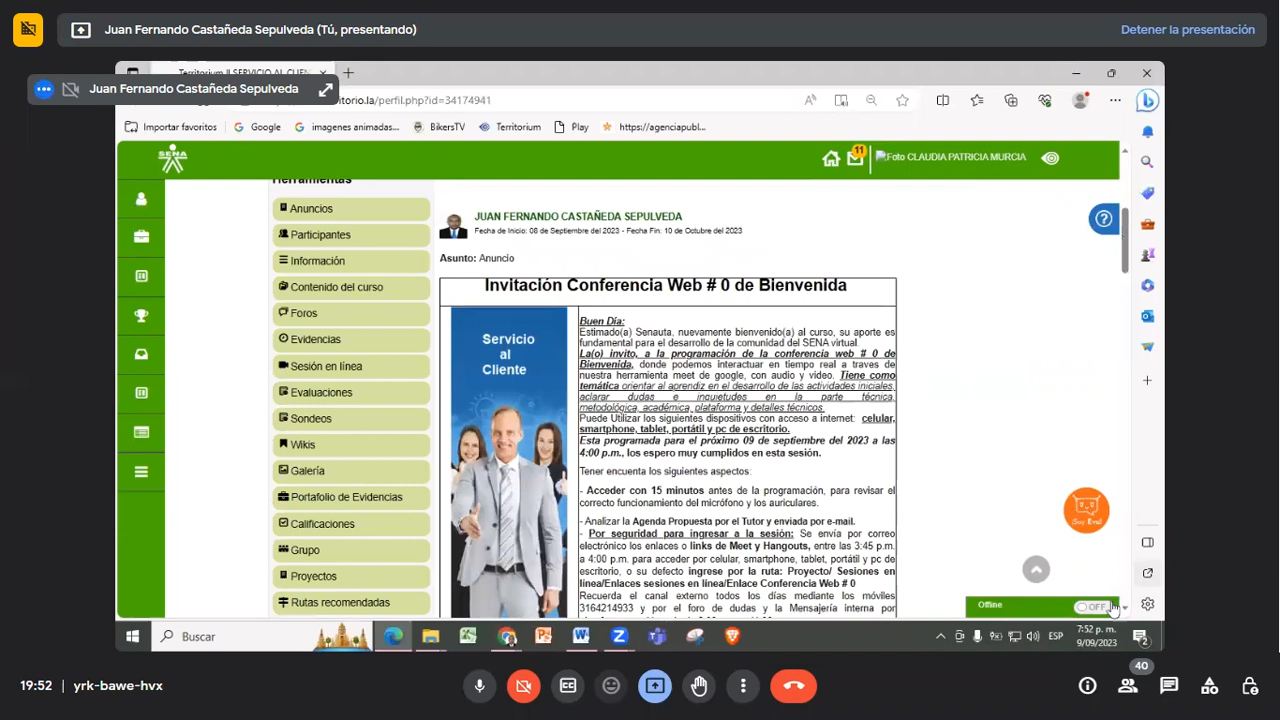 Juan Fernando Castañeda Sepulveda (Tú, presentando)
Detener la presentación
Territorium || SERVICIO AL CLIEN
Juan Fernando Castañeda Sepulveda
itorio.la/perfil.php?id=34174941
Importar favoritos
Google
imagenes animadas...
BikersTV
Territorium
Play
https://agenciapubl...
SENA
11
Foto CLAUDIA PATRICIA MURCIA
Herramientas
Anuncios
Participantes
Información
Contenido del curso
Foros
Evidencias
Sesión en línea
Evaluaciones
Sondeos
Wikis
Galería
Portafolio de Evidencias
Calificaciones
Grupo
Proyectos
Rutas recomendadas
JUAN FERNANDO CASTAÑEDA SEPULVEDA
Fecha de Inicio: 08 de Septiembre del 2023 - Fecha Fin: 10 de Octubre del 2023
Asunto: Anuncio
Invitación Conferencia Web # 0 de Bienvenida
Servicio
al
Cliente
Buen Día:
Estimado(a) Senauta, nuevamente bienvenido(a) al curso, su aporte es
fundamental para el desarrollo de la comunidad del SENA virtual.
La(o) invito, a la programación de la conferencia web # 0 de
Bienvenida, donde podemos interactuar en tiempo real a traves de
nuestra herramienta meet de google, con audio y video. Tiene como
temática orientar al aprendiz en el desarrollo de las actividades iniciales,
aclarar dudas e inquietudes en la parte técnica,
metodológica, académica, plataforma y detalles técnicos.
Puede Utilizar los siguientes dispositivos con acceso a internet: celular,
smartphone, tablet, portátil y pc de escritorio.
Esta programada para el próximo 09 de septiembre del 2023 a las
4:00 p.m., los espero muy cumplidos en esta sesión.
Tener encuenta los siguientes aspectos:
- Acceder con 15 minutos antes de la programación, para revisar el
correcto funcionamiento del micrófono y los auriculares.
- Analizar la Agenda Propuesta por el Tutor y enviada por e-mail.
- Por seguridad para ingresar a la sesión: Se envía por correo
electrónico los enlaces o links de Meet y Hangouts, entre las 3:45 p.m.
a 4:00 p.m. para acceder por celular, smartphone, tablet, portátil y pc de
escritorio, o su defecto ingrese por la ruta: Proyecto/ Sesiones en
linea/Enlaces sesiones en línea/Enlace Conferencia Web # 0
Recuerda el canal externo todos los días mediante los móviles
3164214933 y por el foro de dudas y la Mensajería interna por
¡Soy Eva!
Offline
OFF
Buscar
ESP
7:52 p. m.
9/09/2023
2
19:52
yrk-bawe-hvx
40